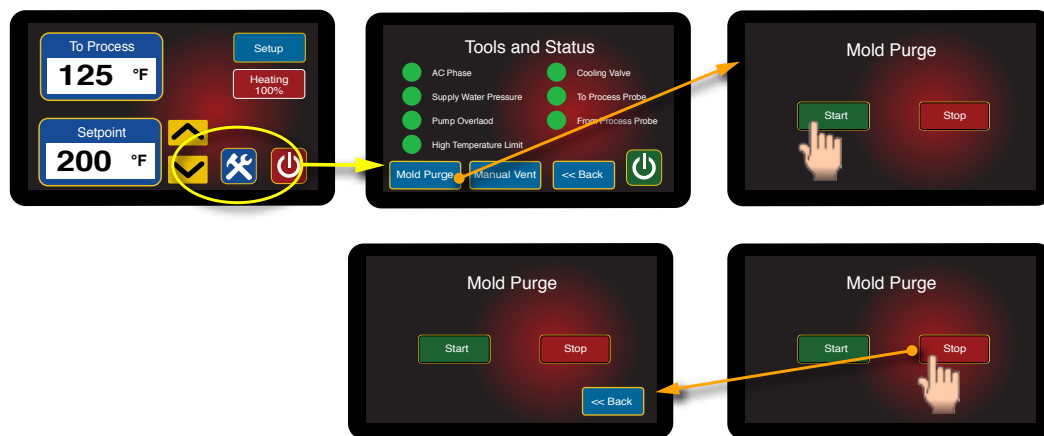 To Process
125 °F
Setup
Heating
100%
Setpoint
200 °F
Tools and Status
AC Phase
Cooling Valve
Supply Water Pressure
To Process Probe
Pump Overlaod
From Process Probe
High Temperature Limit
Mold Purge
Manual Vent
<< Back
Mold Purge
Start
Stop
Mold Purge
Start
Stop
<< Back
Mold Purge
Start
Stop